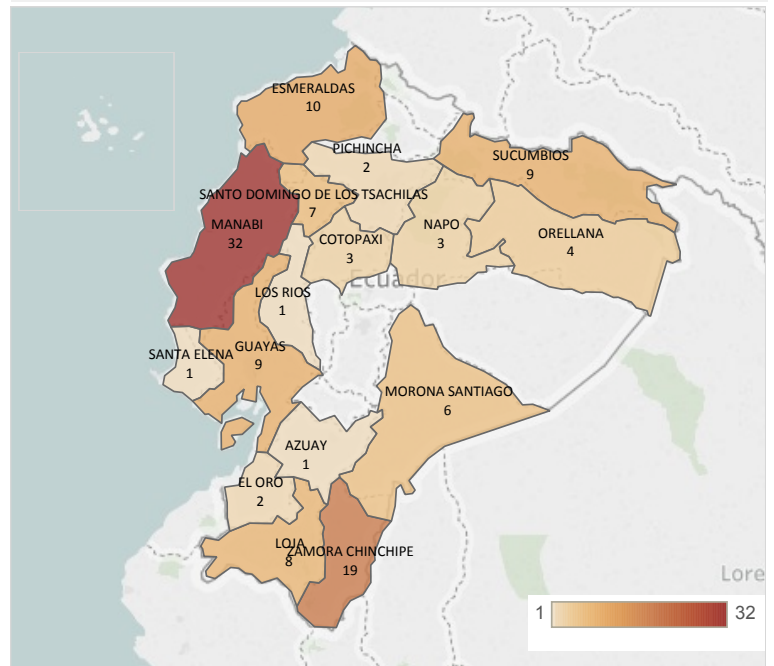 ESMERALDAS
10
PICHINCHA
2
SUCUMBIOS
9
SANTO DOMINGO DE LOS TSACHILAS
7
MANABI
32
COTOPAXI
3
NAPO
3
ORELLANA
4
Ecuador
LOS RIOS
1
SANTA ELENA
1
GUAYAS
9
MORONA SANTIAGO
6
AZUAY
1
EL ORO
2
LOJA
8
ZAMORA CHINCHIPE
19
Lore
1 32